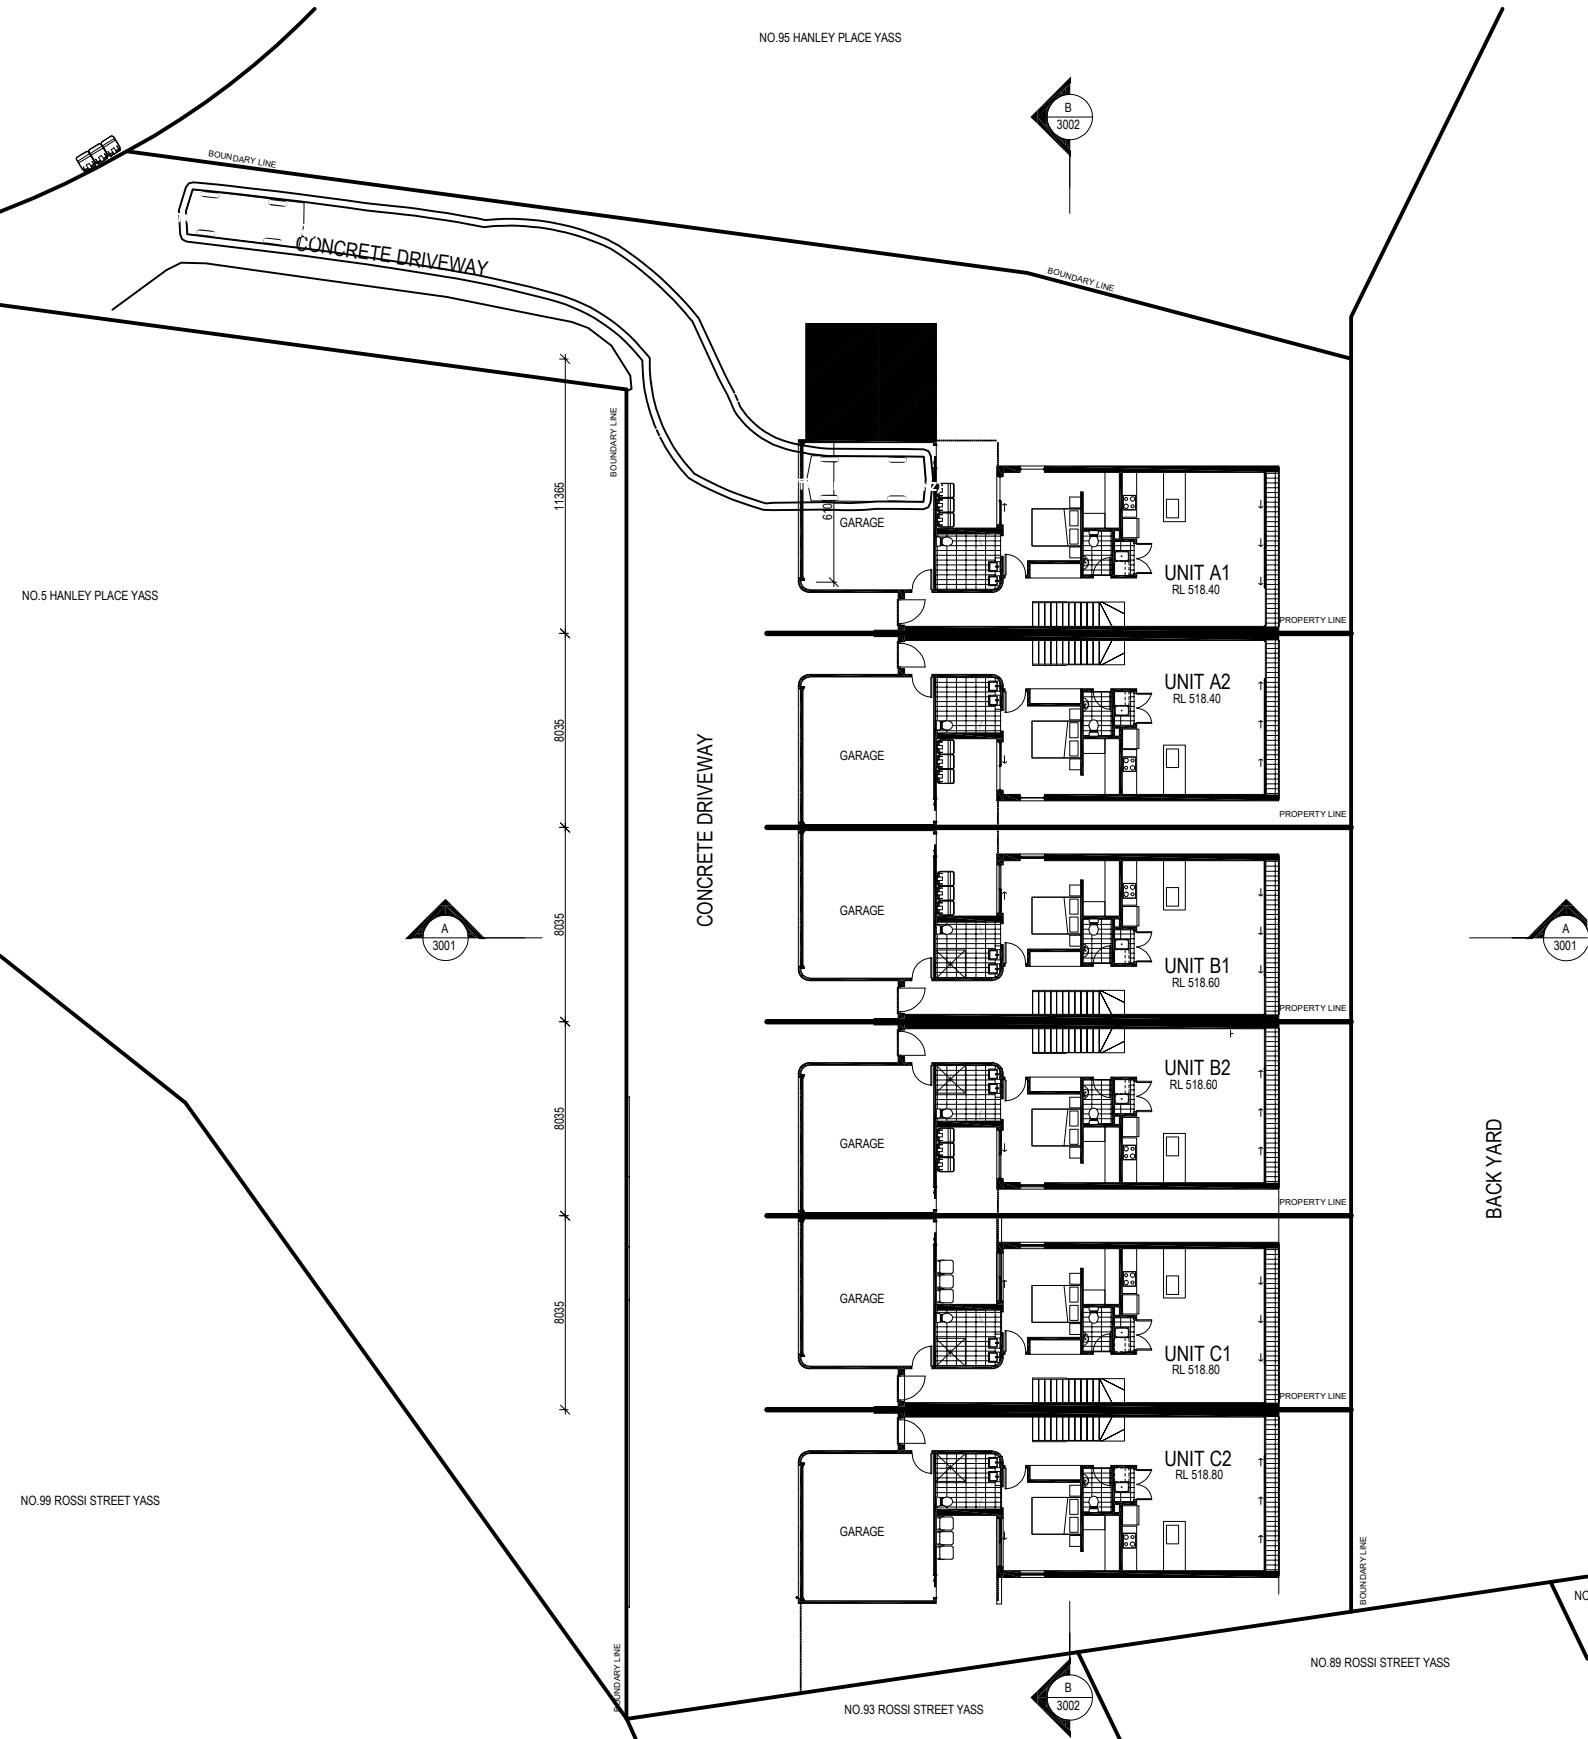 NO.95 HANLEY PLACE YASS
B
3002
BOUNDARY LINE
CONCRETE DRIVEWAY
BOUNDARY LINE
BOUNDARY LINE
11365
GARAGE
UNIT A1
RL 518.40
NO.5 HANLEY PLACE YASS
PROPERTY LINE
UNIT A2
RL 518.40
8035
GARAGE
CONCRETE DRIVEWAY
PROPERTY LINE
GARAGE
8035
A
3001
A
3001
UNIT B1
RL 518.60
PROPERTY LINE
UNIT B2
RL 518.60
8035
GARAGE
BACK YARD
PROPERTY LINE
GARAGE
8035
UNIT C1
RL 518.80
PROPERTY LINE
UNIT C2
RL 518.80
NO.99 ROSSI STREET YASS
GARAGE
BOUNDARY LINE
BOUNDARY LINE
NO.89 ROSSI STREET YASS
B
3002
NO.93 ROSSI STREET YASS